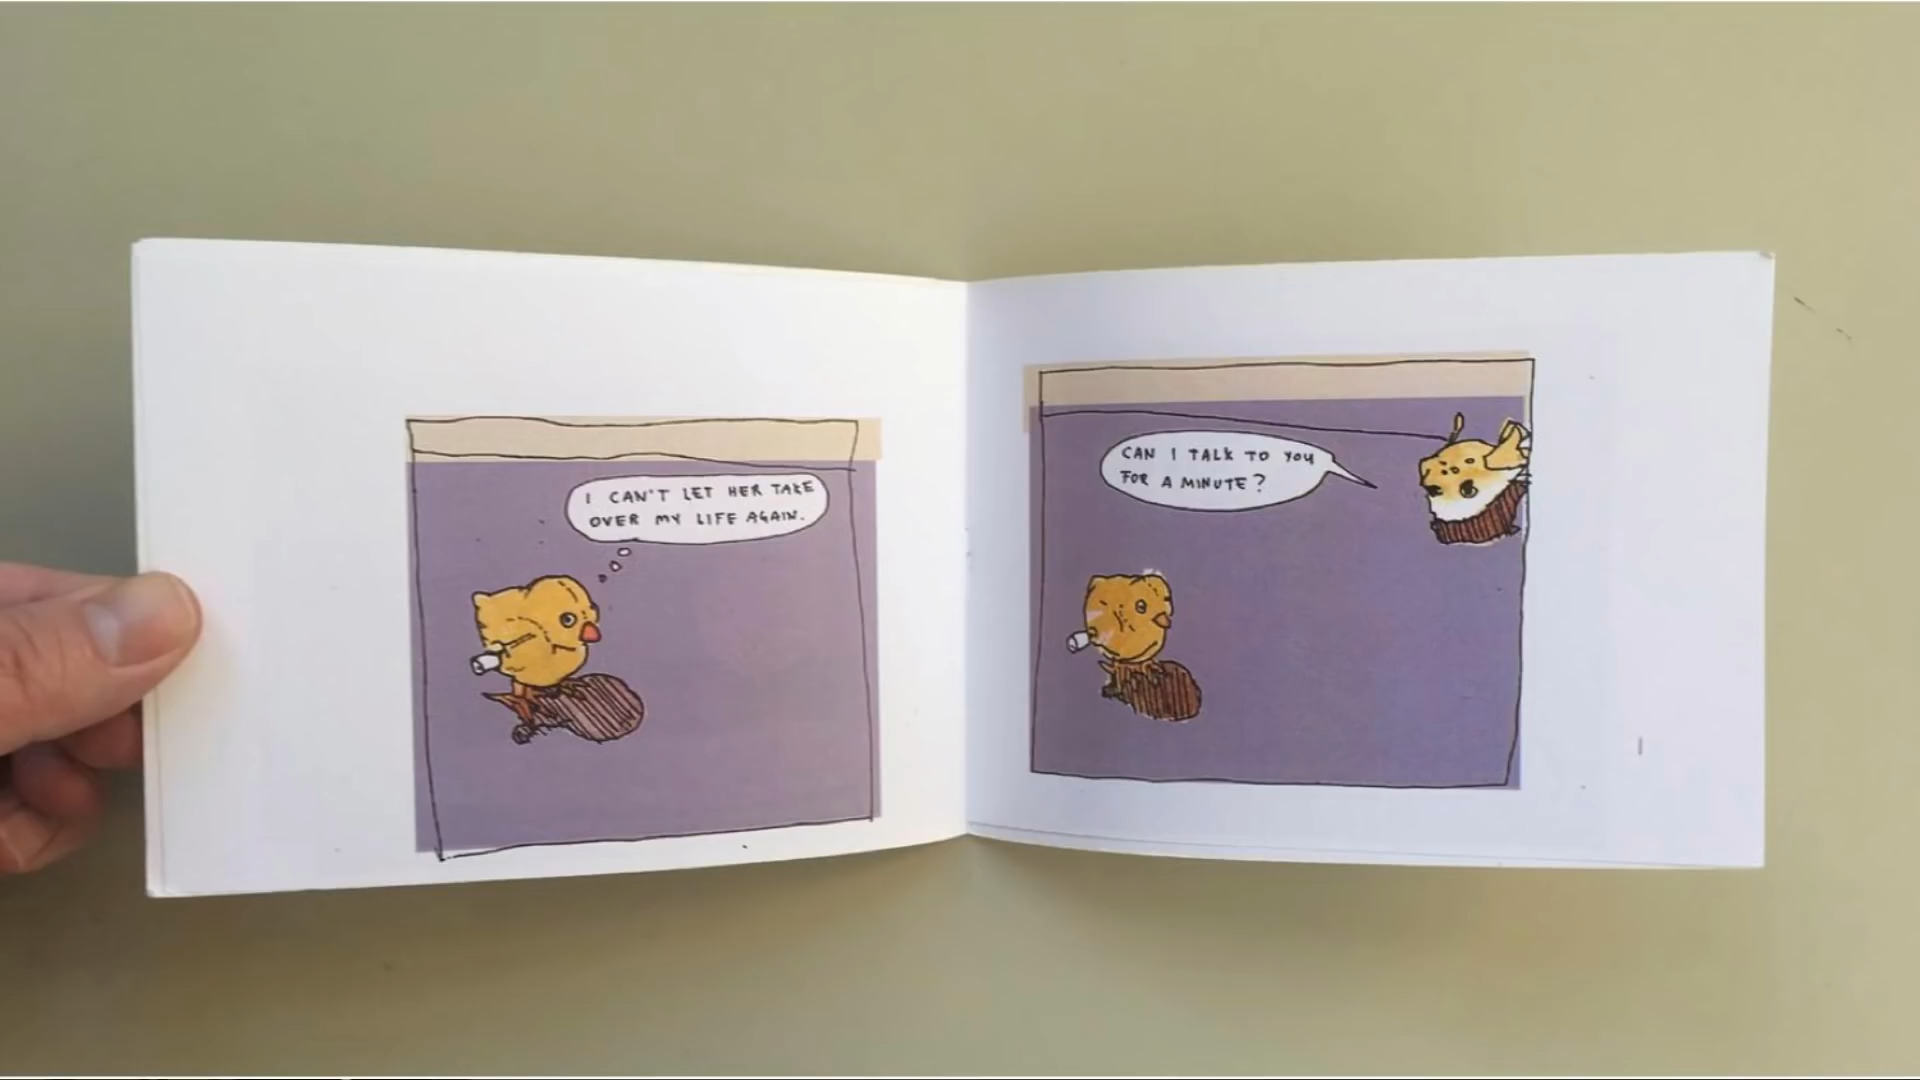 I CAN'T LET HER TAKE
OVER MY LIFE AGAIN.
CAN I TALK TO YOU
FOR A MINUTE?